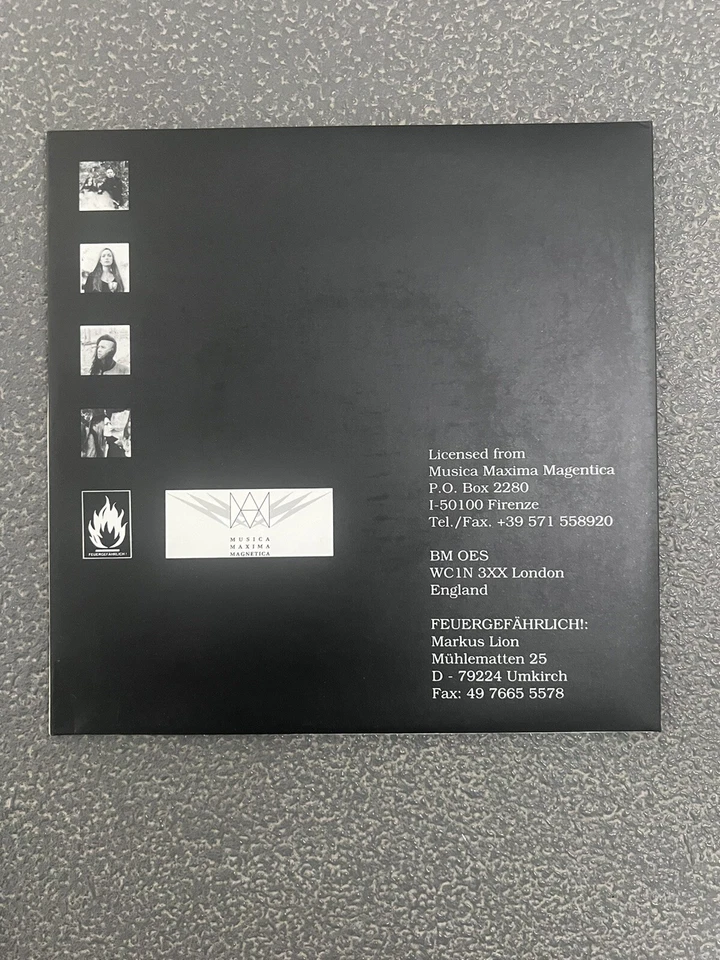 FEUERGEFÄHRLICH!
MUSICA
MAXIMA
MAGNETICA
Licensed from
Musica Maxima Magentica
P.O. Box 2280
I-50100 Firenze
Tel./Fax. +39 571 558920
BM OES
WC1N 3XX London
England
FEUERGEFÄHRLICH!:
Markus Lion
Mühlematten 25
D - 79224 Umkirch
Fax: 49 7665 5578